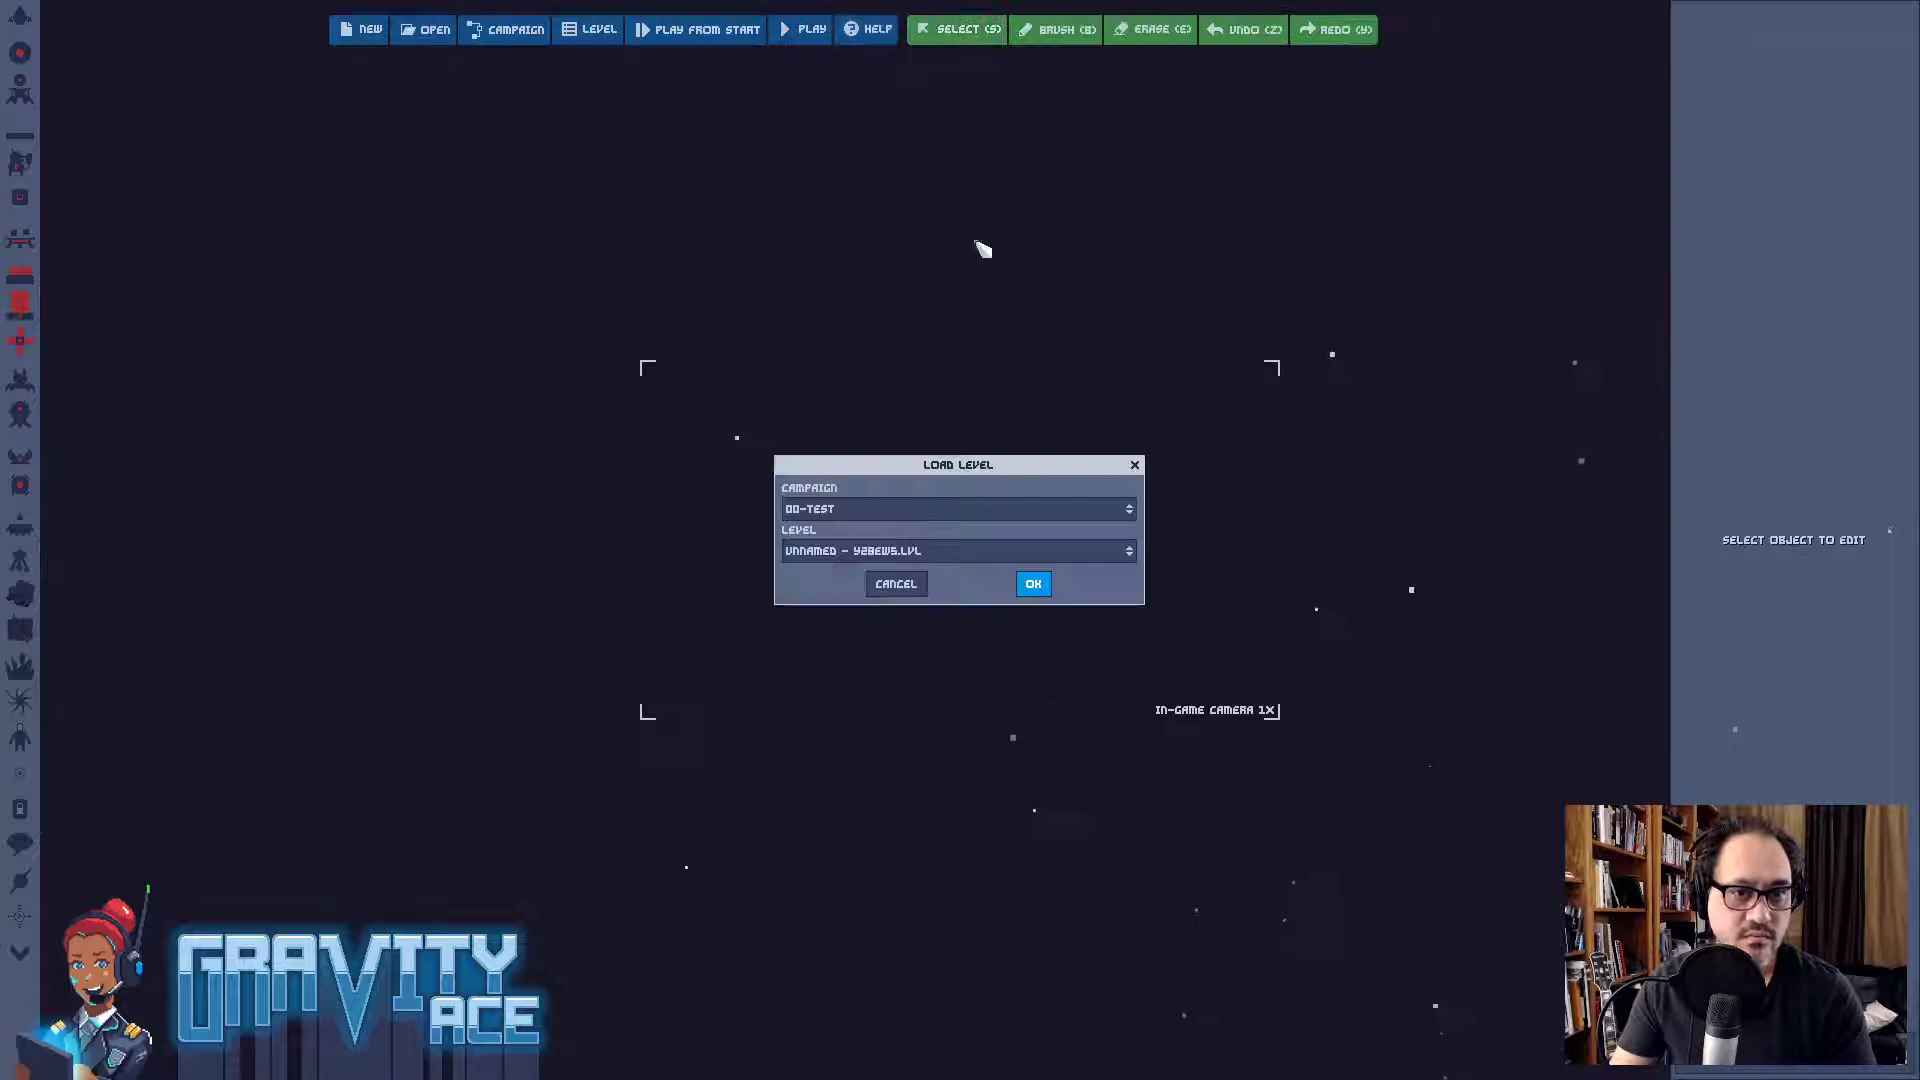 NEW OPEN CAMPAIGN LEVEL PLAY FROM START PLAY HELP SELECT (S) BRUSH (B) ERASE (E) UNDO (Z) REDO (Y)
LOAD LEVEL
CAMPAIGN
00-TEST
LEVEL
UNNAMED - Y2BEWS.LVL
CANCEL OK
SELECT OBJECT TO EDIT
IN-GAME CAMERA 1X
GRAVITY
ACE